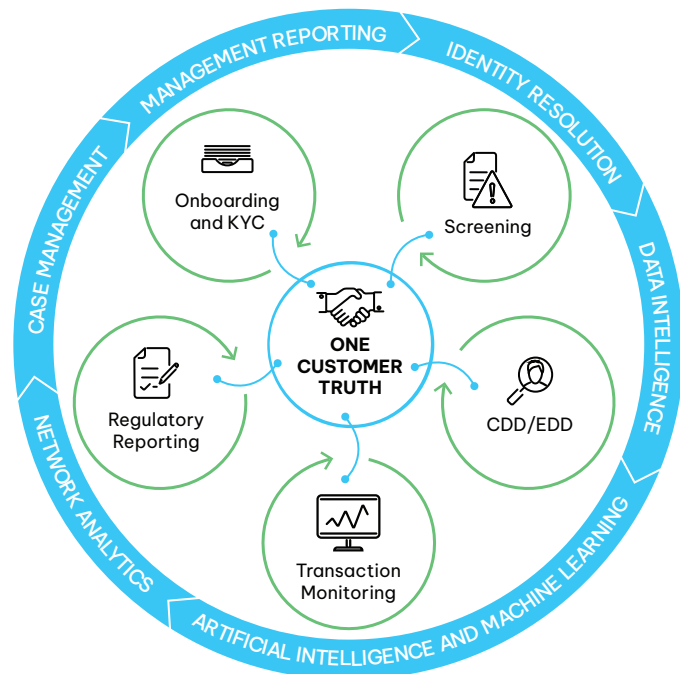 MANAGEMENT REPORTING
IDENTITY RESOLUTION
DATA INTELLIGENCE
ARTIFICIAL INTELLIGENCE AND MACHINE LEARNING
NETWORK ANALYTICS
CASE MANAGEMENT
Onboarding
and KYC
Screening
ONE
CUSTOMER
TRUTH
Regulatory
Reporting
CDD/EDD
Transaction
Monitoring